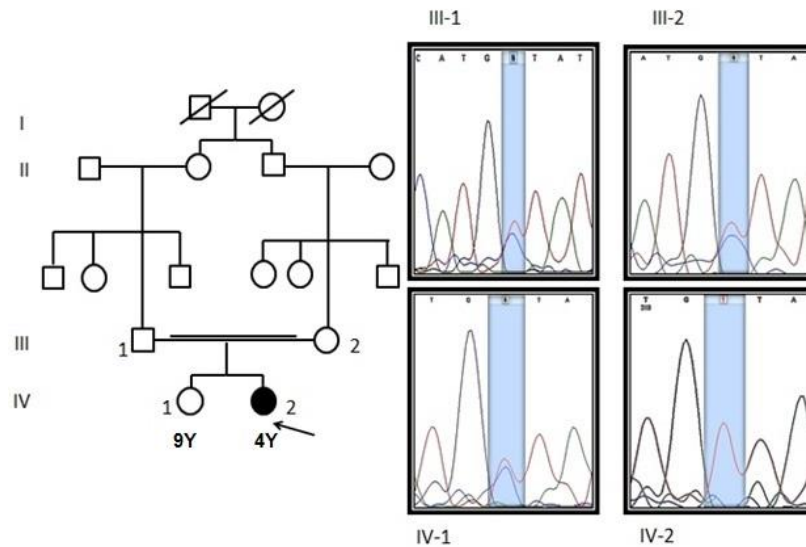 III-1
III-2
C A T G T A T
A T G T A
I
II
III
1
2
IV
1
2
9Y
4Y
T G T A
T G T T A
IV-1
IV-2